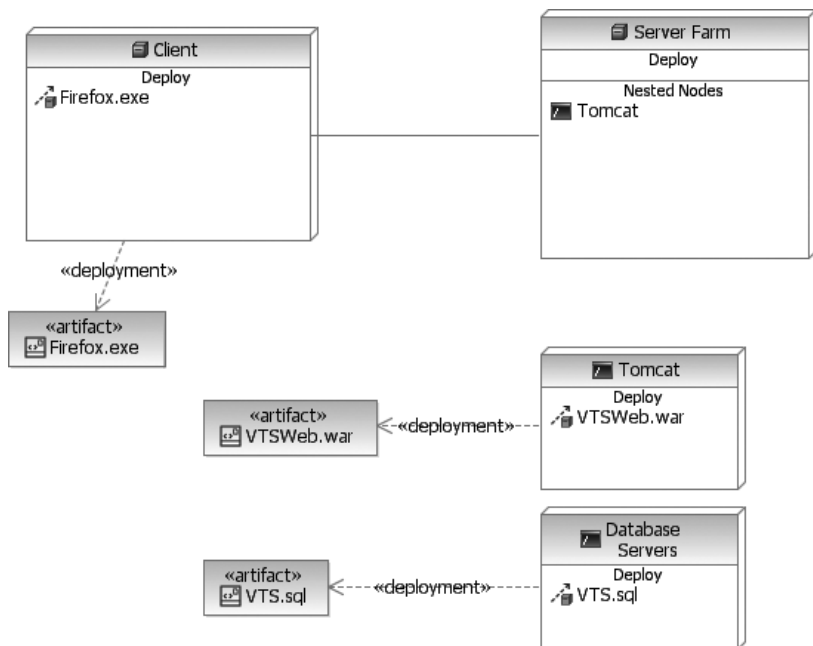 Client
Deploy
Firefox.exe
Server Farm
Deploy
Nested Nodes
Tomcat
«deployment»
«artifact»
Firefox.exe
Tomcat
Deploy
VTSWeb.war
«artifact»
VTSWeb.war
«deployment»
Database
Servers
Deploy
VTS.sql
«artifact»
VTS.sql
«deployment»